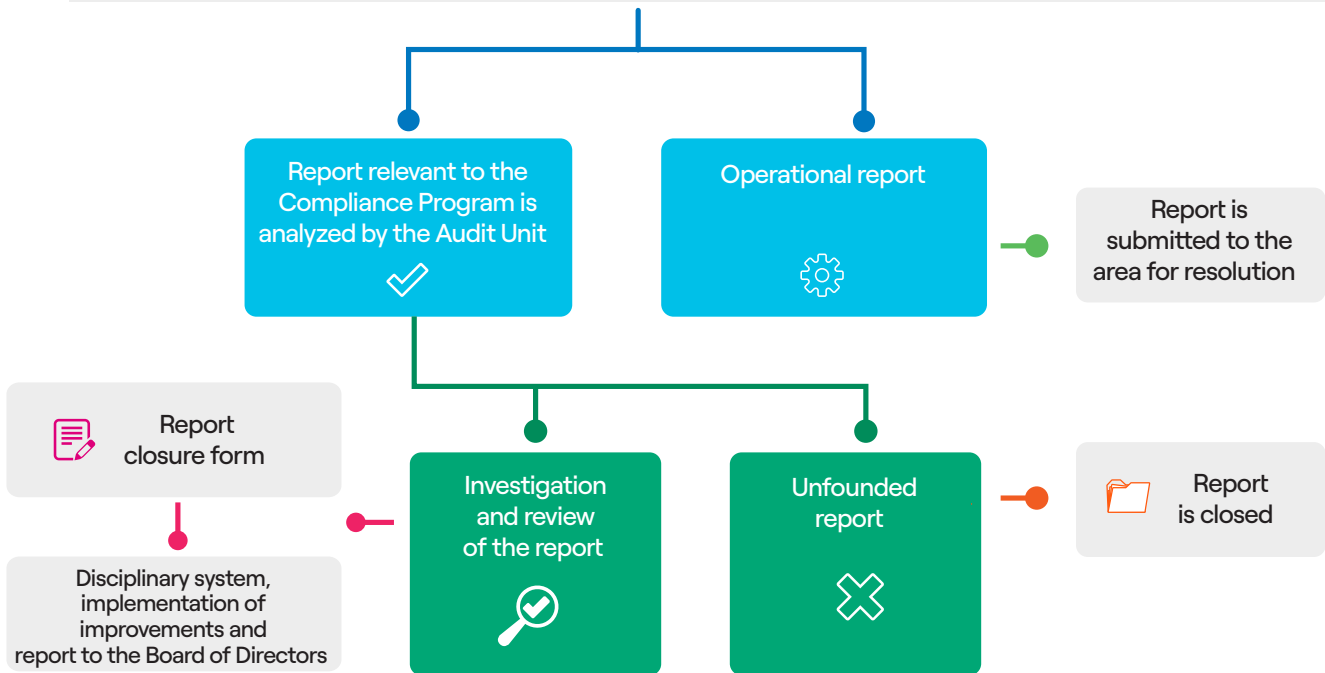 Report relevant to the
Compliance Program is
analyzed by the Audit Unit
Operational report
Report is
submitted to the
area for resolution
Report
closure form
Investigation
and review
of the report
Unfounded
report
Report
is closed
Disciplinary system,
implementation of
improvements and
report to the Board of Directors